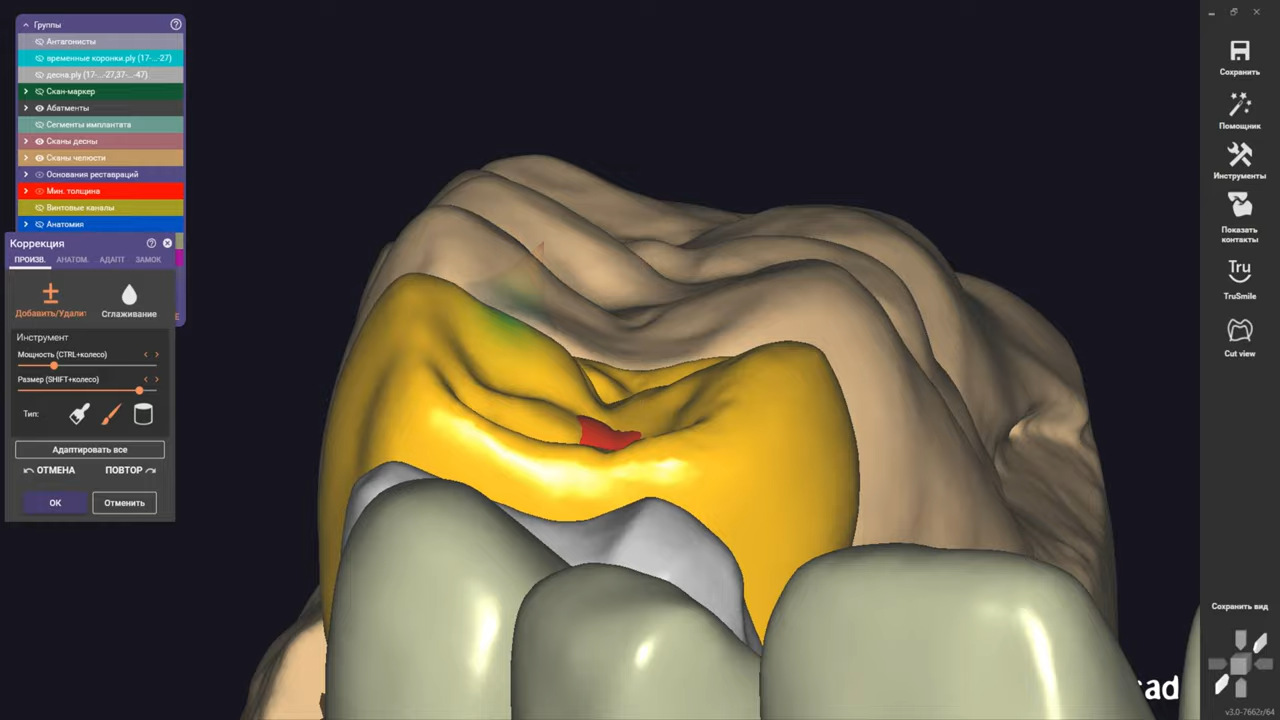 Группы
Антагонисты
временные коронки.ply (17-...-27)
десна.ply (17-...-27,37-...-47)
Скан-маркер
Абатменты
Сегменты имплантата
Сканы десны
Сканы челюсти
Основания реставраций
Мин. толщина
Винтовые каналы
Анатомия
Коррекция
ПРОИЗВ. АНАТОМ. АДАПТ ЗАМОК
Добавить/Удалит Сглаживание
Инструмент
Мощность (CTRL+колесо)
Размер (SHIFT+колесо)
Тип:
Адаптировать все
ОТМЕНА ПОВТОР
ОК Отменить
Сохранить
Помощник
Инструменты
Показать
контакты
Tru
TruSmile
Cut view
Сохранить вид
cad
v3.0-7662r/64